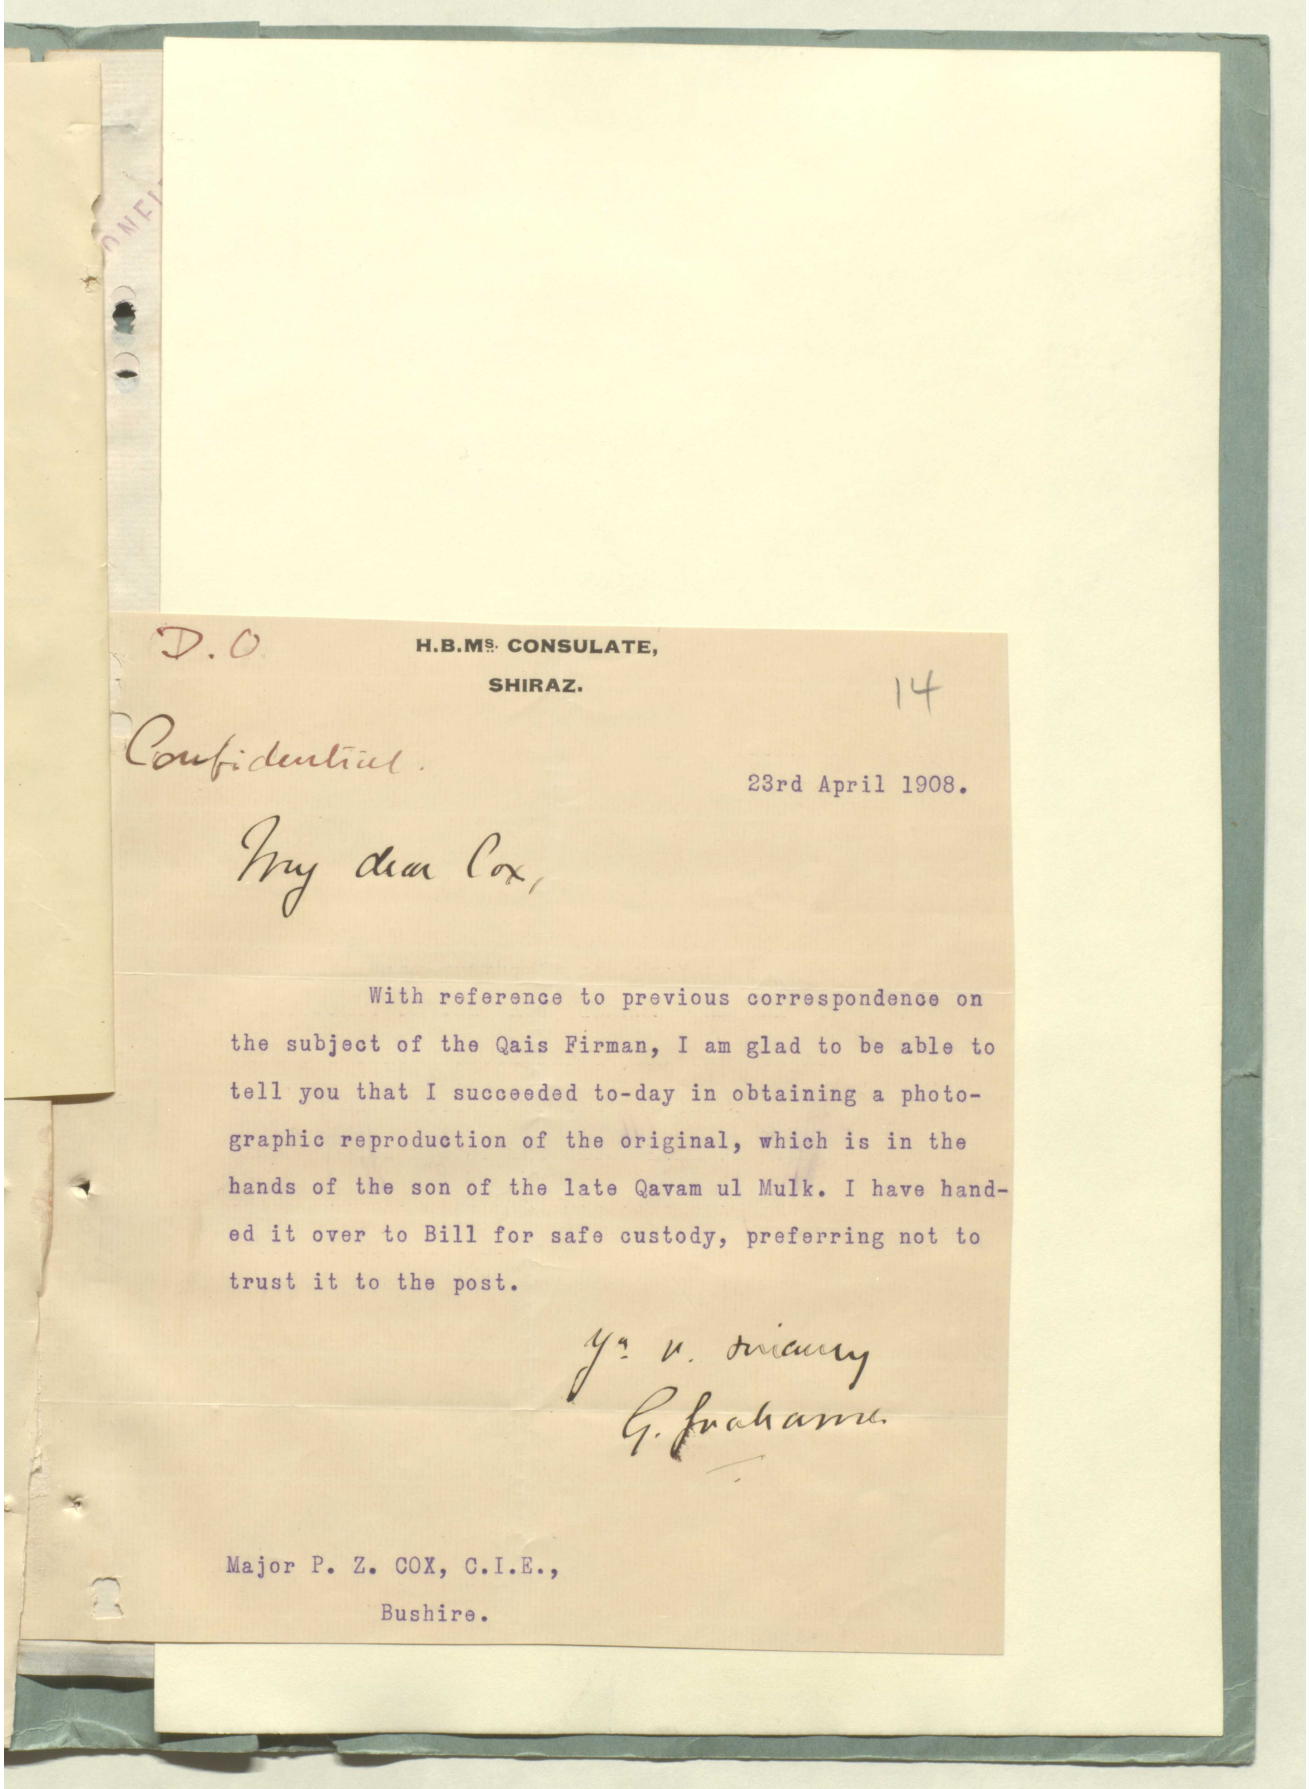 ONFI
D.O
H.B.Ms. CONSULATE,
SHIRAZ.
14
Confidential.
23rd April 1908.
My dear Cox,
With reference to previous correspondence on
the subject of the Qais Firman, I am glad to be able to
tell you that I succeeded to-day in obtaining a photo-
graphic reproduction of the original, which is in the
hands of the son of the late Qavam ul Mulk. I have hand-
ed it over to Bill for safe custody, preferring not to
trust it to the post.
Yrs v. sincerely
G. Grahame
Major P. Z. COX, C.I.E.,
Bushire.